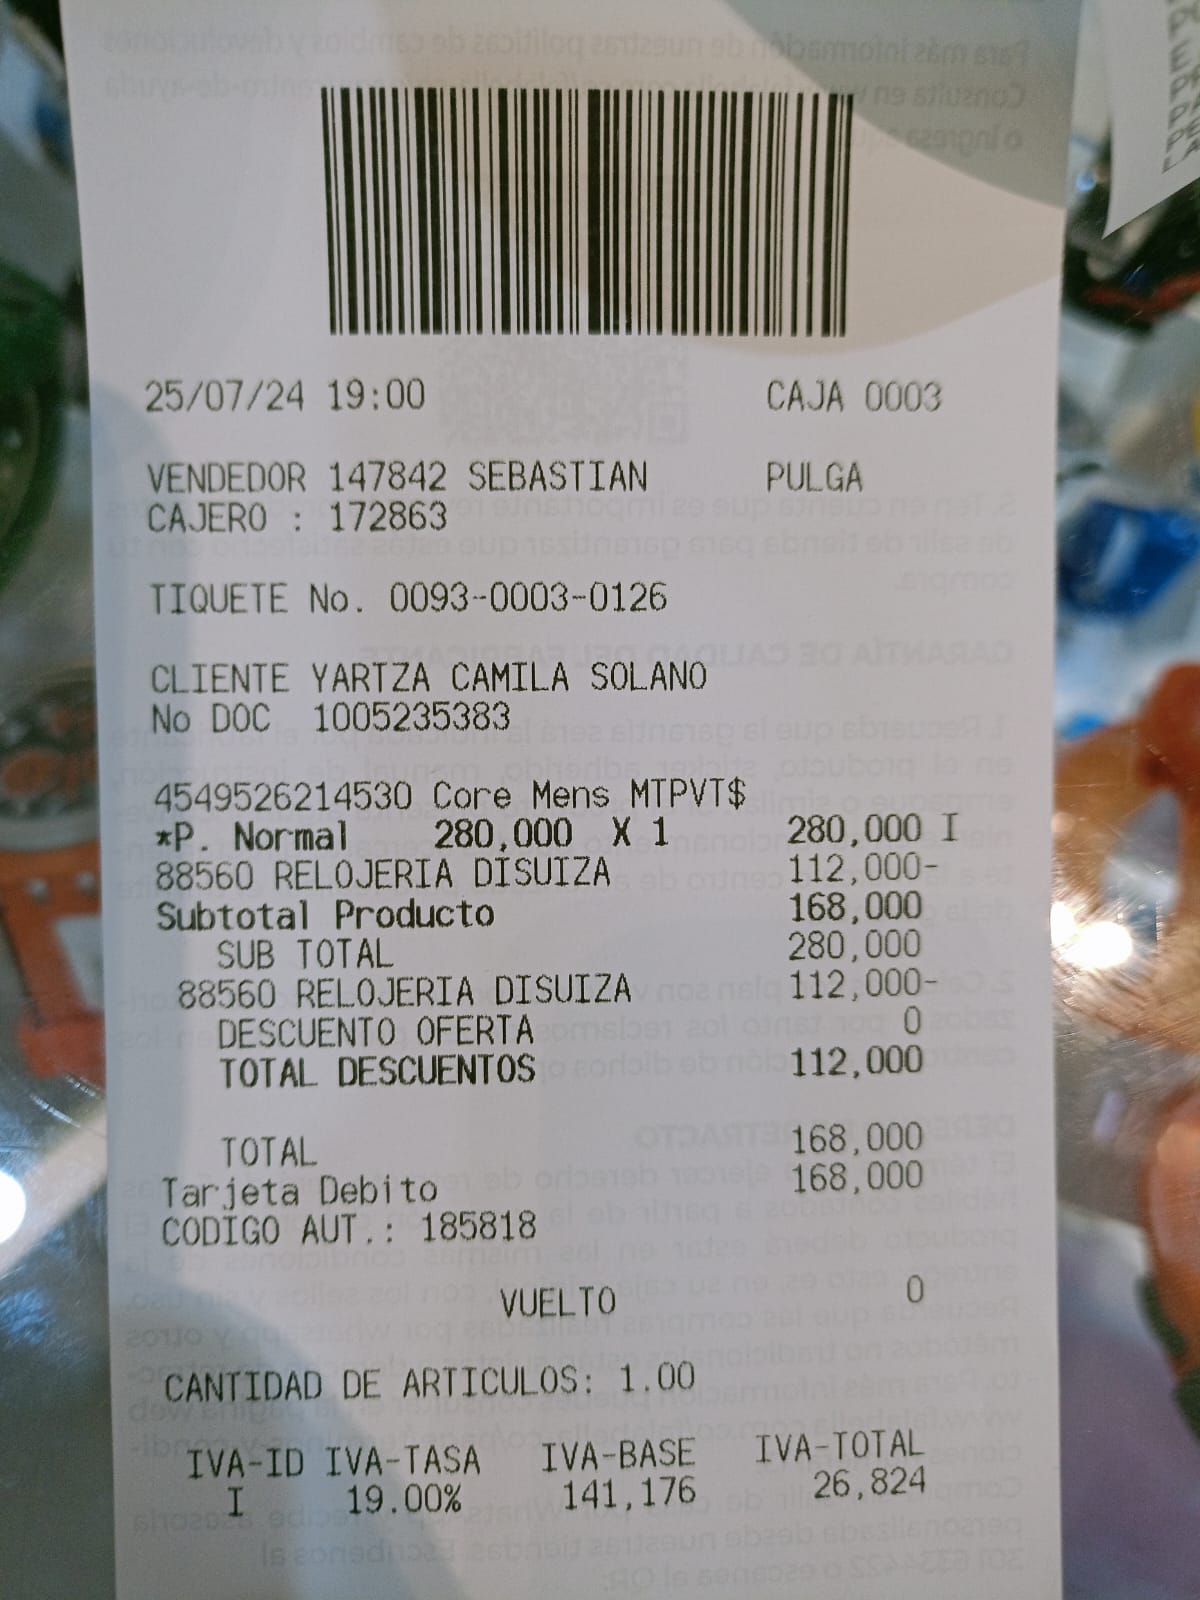 25/07/24 19:00 CAJA 0003
VENDEDOR 147842 SEBASTIAN PULGA
CAJERO : 172863
TIQUETE No. 0093-0003-0126
CLIENTE YARTZA CAMILA SOLANO
No DOC 1005235383
4549526214530 Core Mens MTPVT$
*P. Normal 280,000 X 1 280,000 I
88560 RELOJERIA DISUIZA 112,000-
Subtotal Producto 168,000
SUB TOTAL 280,000
88560 RELOJERIA DISUIZA 112,000-
DESCUENTO OFERTA 0
TOTAL DESCUENTOS 112,000
TOTAL 168,000
Tarjeta Debito 168,000
CODIGO AUT.: 185818
VUELTO 0
CANTIDAD DE ARTICULOS: 1.00
IVA-ID IVA-TASA IVA-BASE IVA-TOTAL
I 19.00% 141,176 26,824